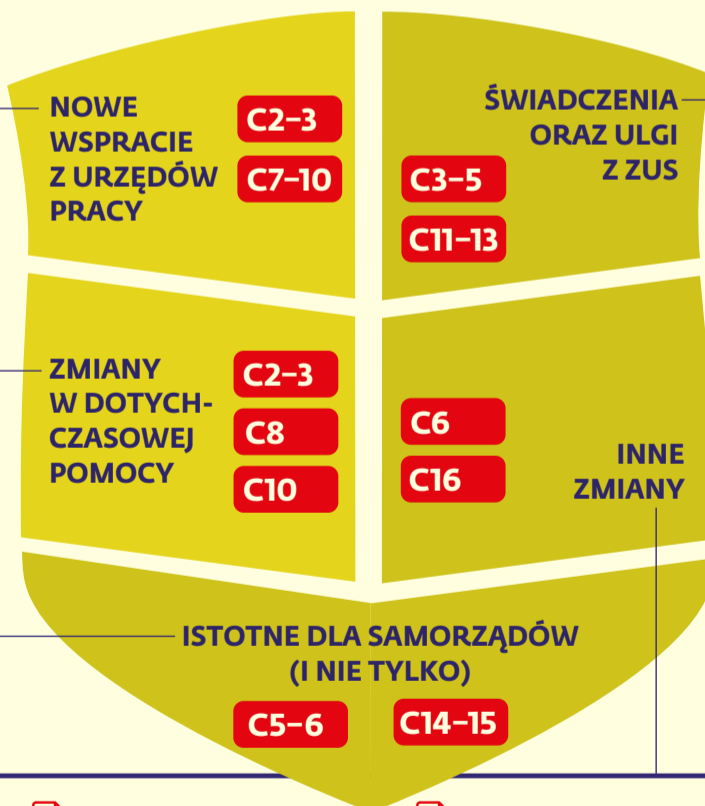 NOWE
WSPRACIE
Z URZĘDÓW
PRACY
C2–3
C7–10
ŚWIADCZENIA
ORAZ ULGI
Z ZUS
C3–5
C11–13
ZMIANY
W DOTYCH-
CZASOWEJ
POMOCY
C2–3
C8
C10
C6
C16
INNE
ZMIANY
ISTOTNE DLA SAMORZĄDÓW
(I NIE TYLKO)
C5–6
C14–15